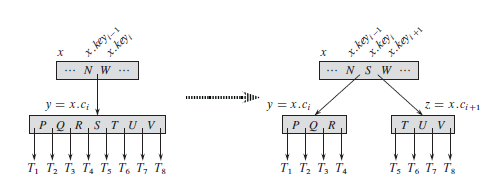 x
x.key_{i−1}
x.key_i
... N W ...
y = x.c_i
P Q R S T U V
T_1 T_2 T_3 T_4 T_5 T_6 T_7 T_8
x
x.key_{i−1}
x.key_i
x.key_{i+1}
... N S W ...
y = x.c_i
z = x.c_{i+1}
P Q R
T U V
T_1 T_2 T_3 T_4
T_5 T_6 T_7 T_8